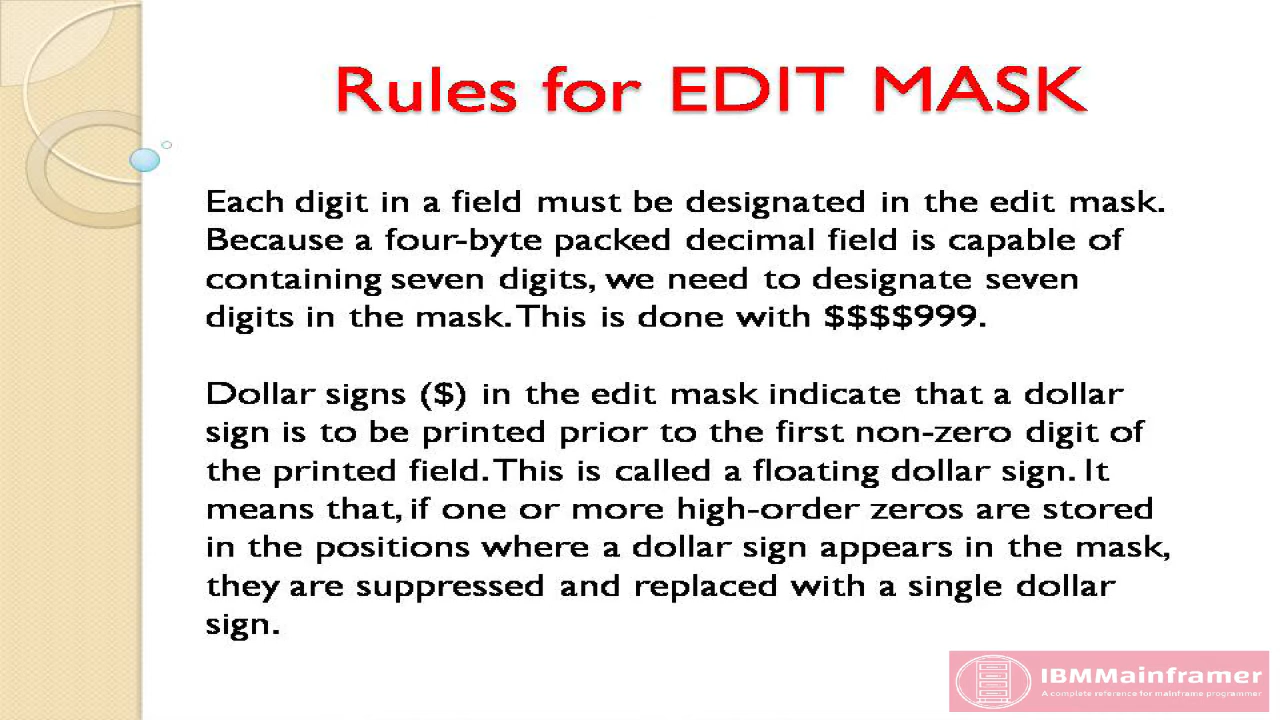 Rules for EDIT MASK
Each digit in a field must be designated in the edit mask.
Because a four-byte packed decimal field is capable of
containing seven digits, we need to designate seven
digits in the mask. This is done with $$$$999.
Dollar signs ($) in the edit mask indicate that a dollar
sign is to be printed prior to the first non-zero digit of
the printed field. This is called a floating dollar sign. It
means that, if one or more high-order zeros are stored
in the positions where a dollar sign appears in the mask,
they are suppressed and replaced with a single dollar
sign.
IBMMainframer
A complete reference for mainframe programmer